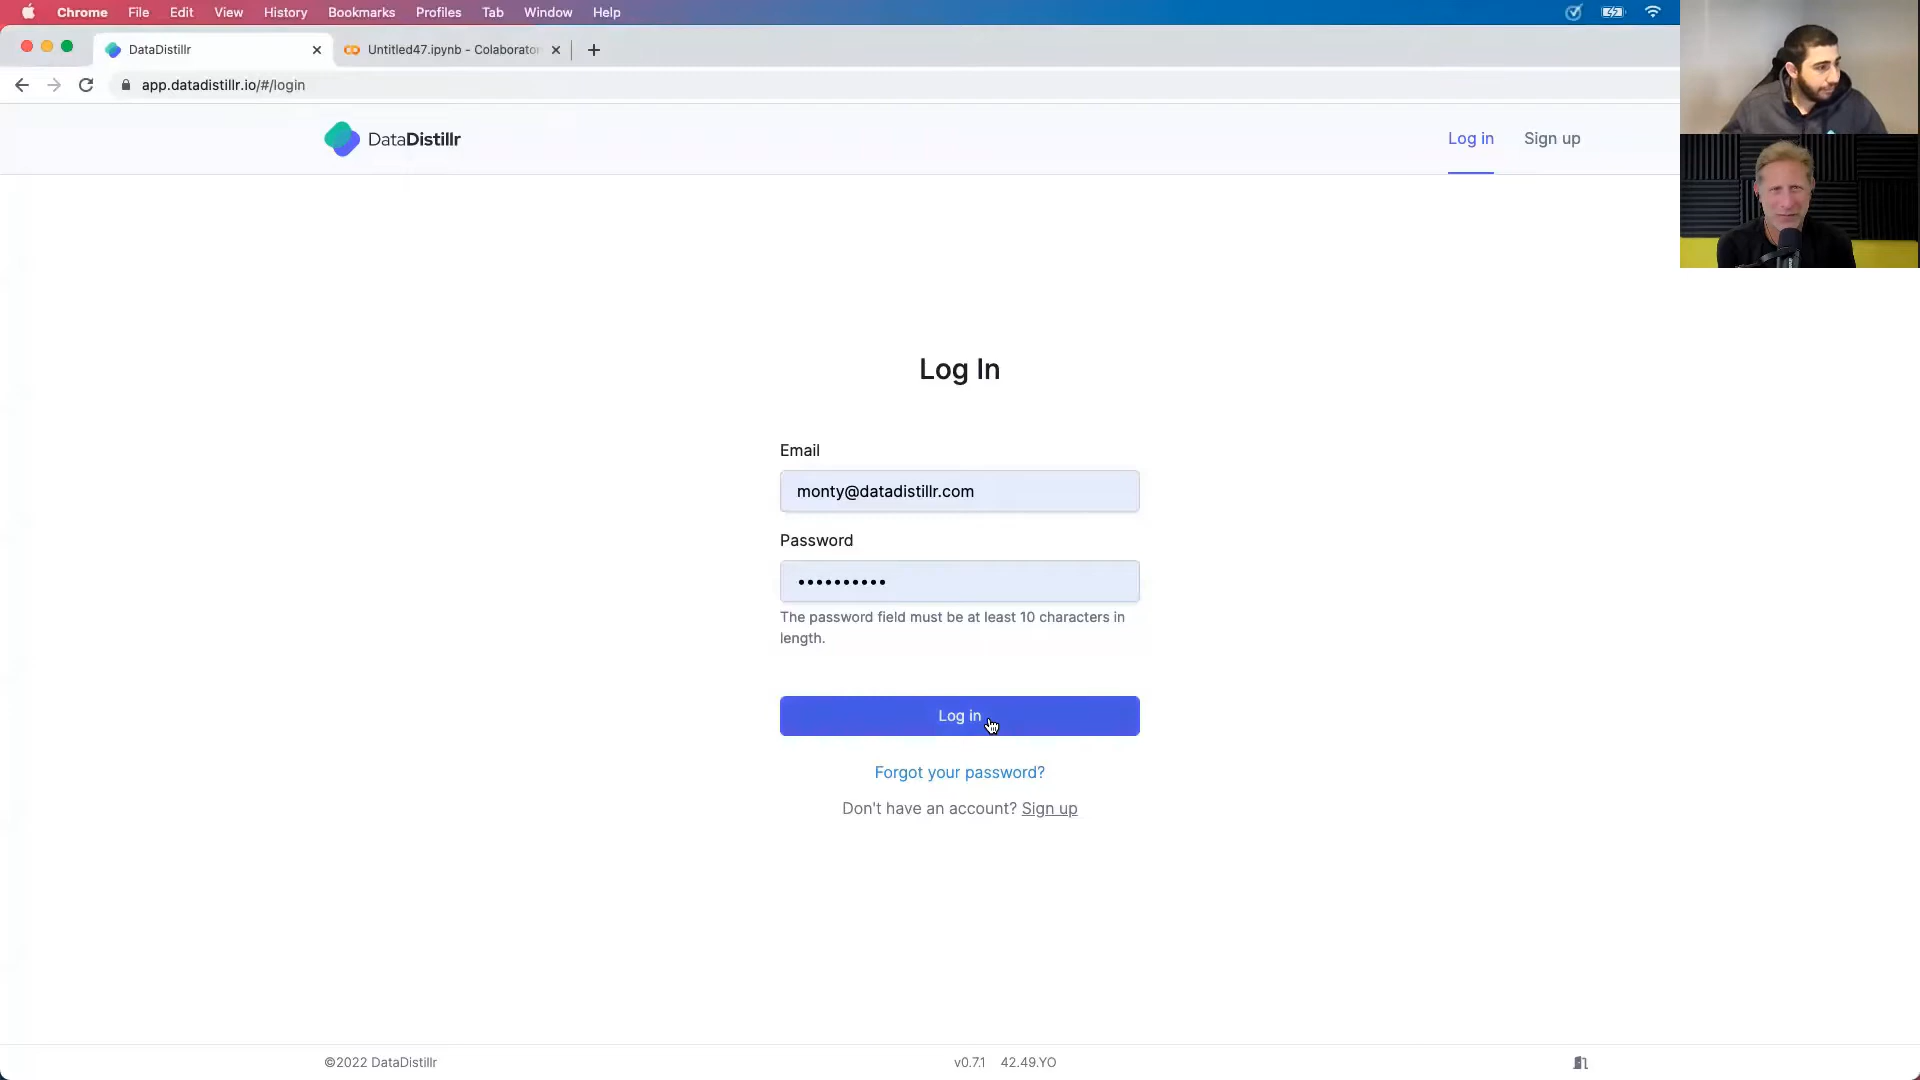 Chrome File Edit View History Bookmarks Profiles Tab Window Help
DataDistillr
Untitled47.ipynb - Colaborator
app.datadistillr.io/#/login
DataDistillr
Log in
Sign up
Log In
Email
monty@datadistillr.com
Password
The password field must be at least 10 characters in
length.
Log in
Forgot your password?
Don't have an account? Sign up
©2022 DataDistillr
v0.7.1 42.49.YO